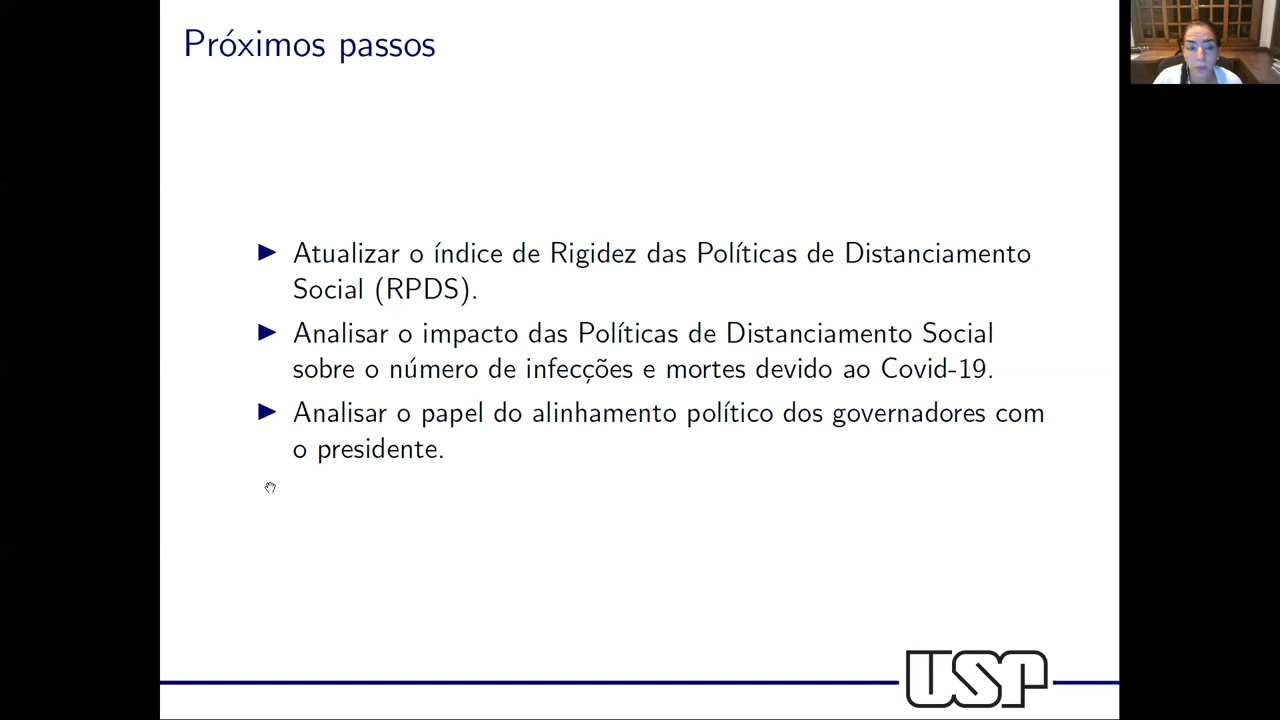 Próximos passos
Atualizar o índice de Rigidez das Políticas de Distanciamento
Social (RPDS).
Analisar o impacto das Políticas de Distanciamento Social
sobre o número de infecções e mortes devido ao Covid-19.
Analisar o papel do alinhamento político dos governadores com
o presidente.
USP